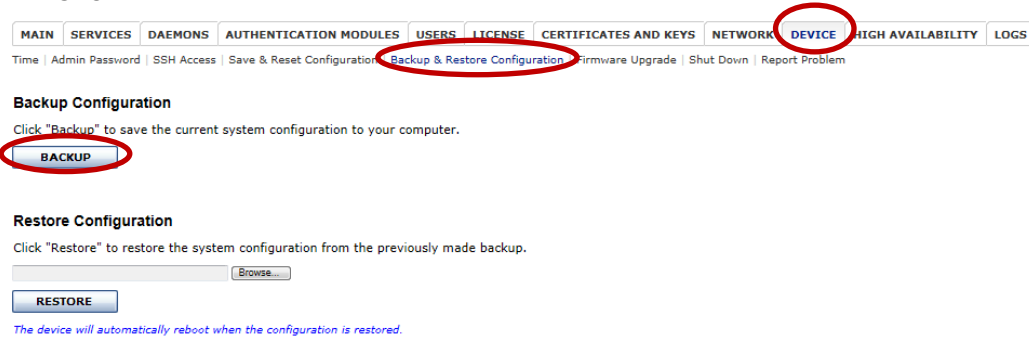 MAIN SERVICES DAEMONS AUTHENTICATION MODULES USERS LICENSE CERTIFICATES AND KEYS NETWORK DEVICE HIGH AVAILABILITY LOGS
Time | Admin Password | SSH Access | Save & Reset Configuration | Backup & Restore Configuration | Firmware Upgrade | Shut Down | Report Problem
Backup Configuration
Click "Backup" to save the current system configuration to your computer.
BACKUP
Restore Configuration
Click "Restore" to restore the system configuration from the previously made backup.
Browse...
RESTORE
The device will automatically reboot when the configuration is restored.